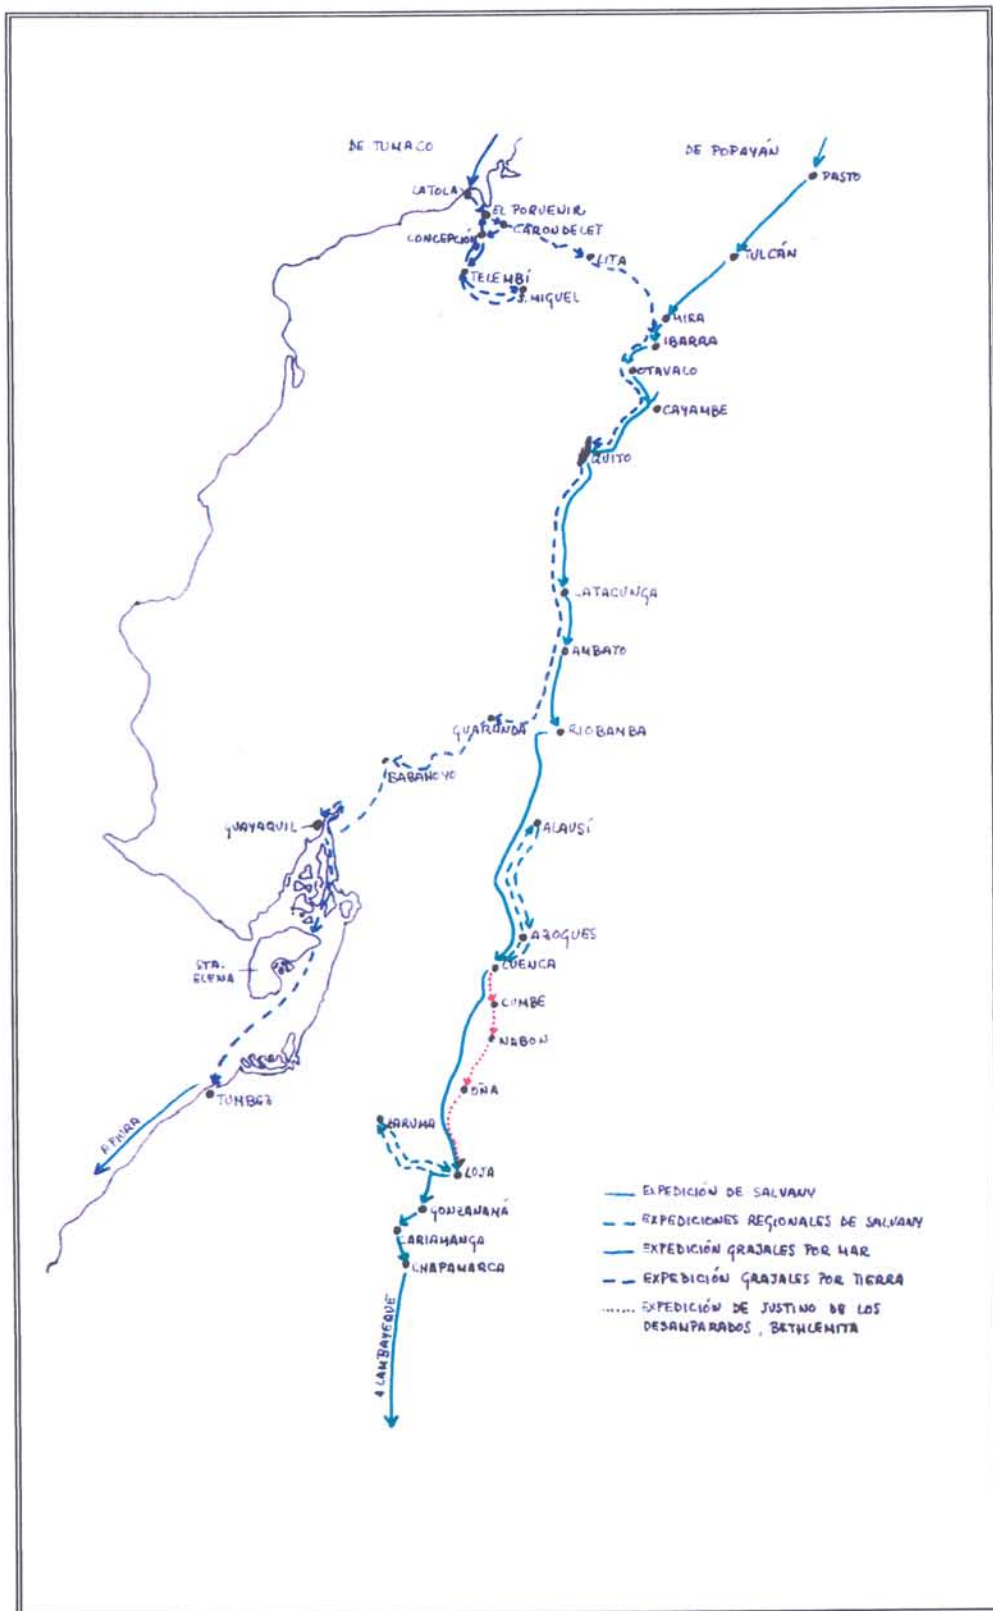 DE TUMACO
DE POPAYÁN
PASTO
LA TOLA
EL PORVENIR
CARONDELET
CONCEPCIÓN
TULCÁN
LITA
TELEMBÍ
S. MIGUEL
MIRA
IBARRA
OTAVALO
CAYAMBE
QUITO
LATACUNGA
AMBATO
GUARANDA
RIOBAMBA
BABAHOYO
GUAYAQUIL
ALAUSÍ
AZOGUES
CUENCA
STA.
ELENA
CUMBE
NABON
OÑA
TUMBEZ
ZARUMA
A PIURA
LOJA
GONZANAMÁ
CARIAMANGA
CHAPAMARCA
A LAMBAYEQUE
EXPEDICIÓN DE SALVANY
EXPEDICIONES REGIONALES DE SALVANY
EXPEDICIÓN GRAJALES POR MAR
EXPEDICIÓN GRAJALES POR TIERRA
EXPEDICIÓN DE JUSTINO DE LOS
DESAMPARADOS, BETHLEMITA